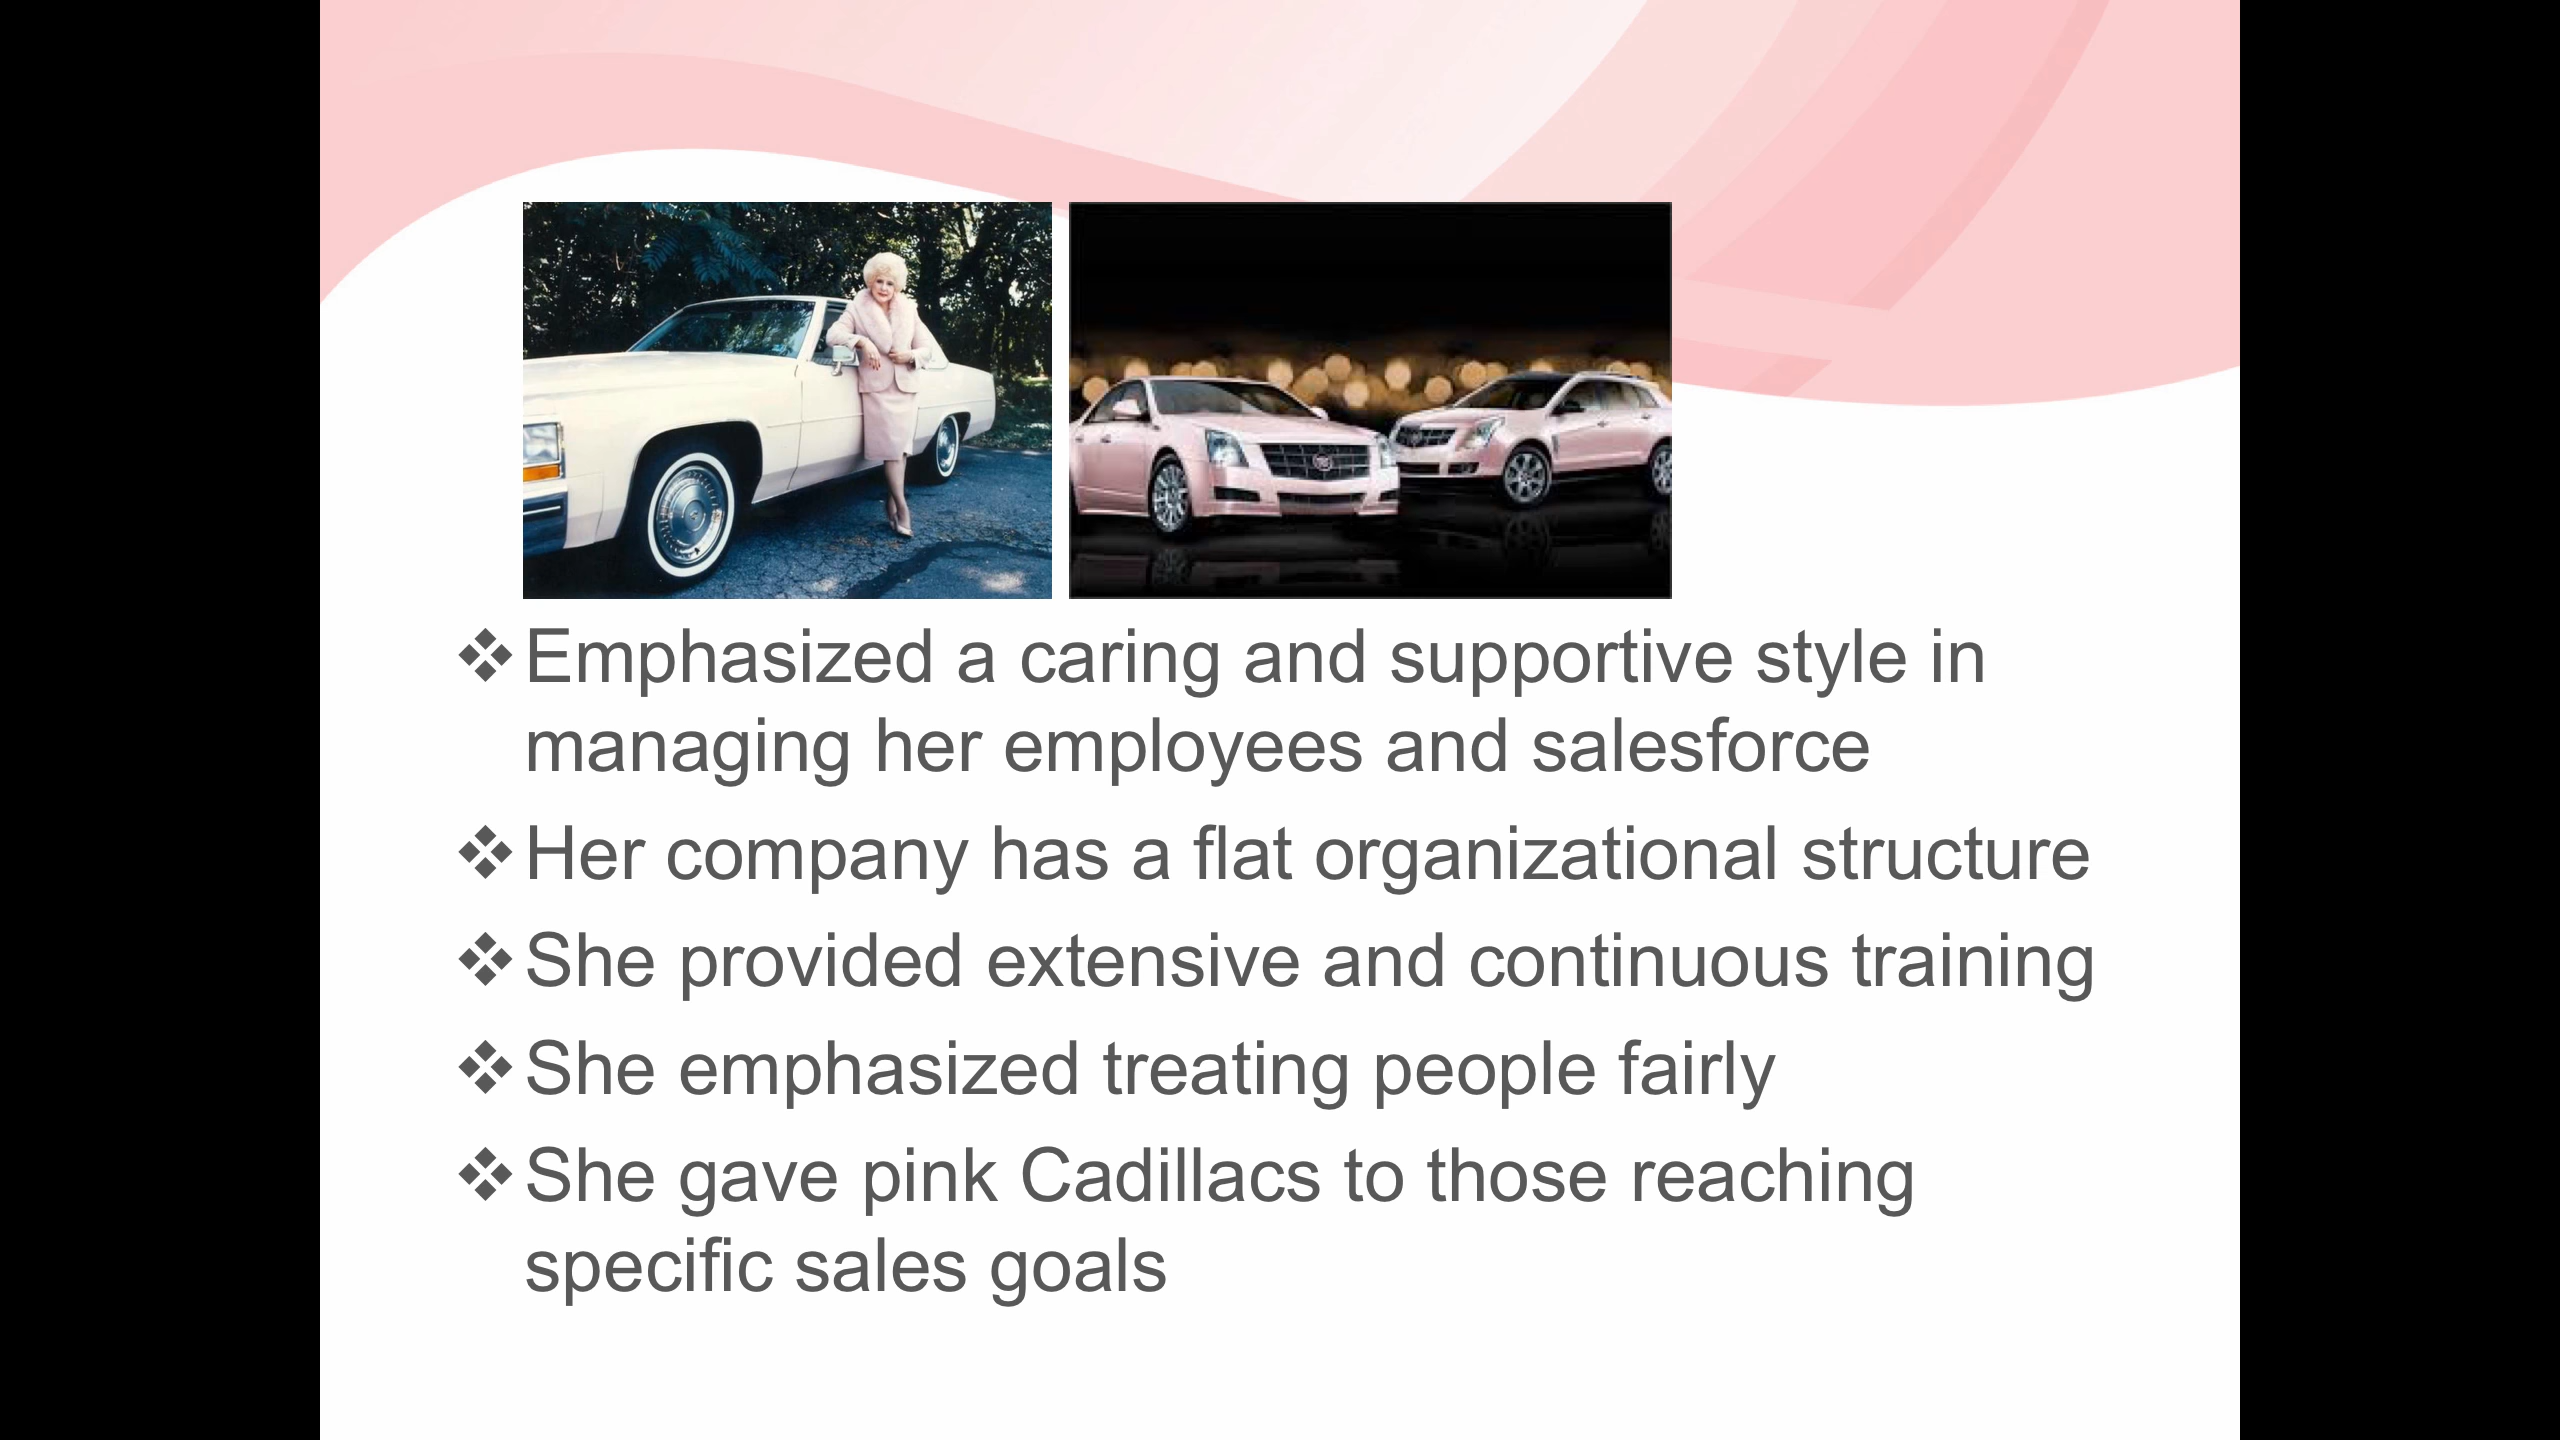 Emphasized a caring and supportive style in
managing her employees and salesforce
Her company has a flat organizational structure
She provided extensive and continuous training
She emphasized treating people fairly
She gave pink Cadillacs to those reaching
specific sales goals